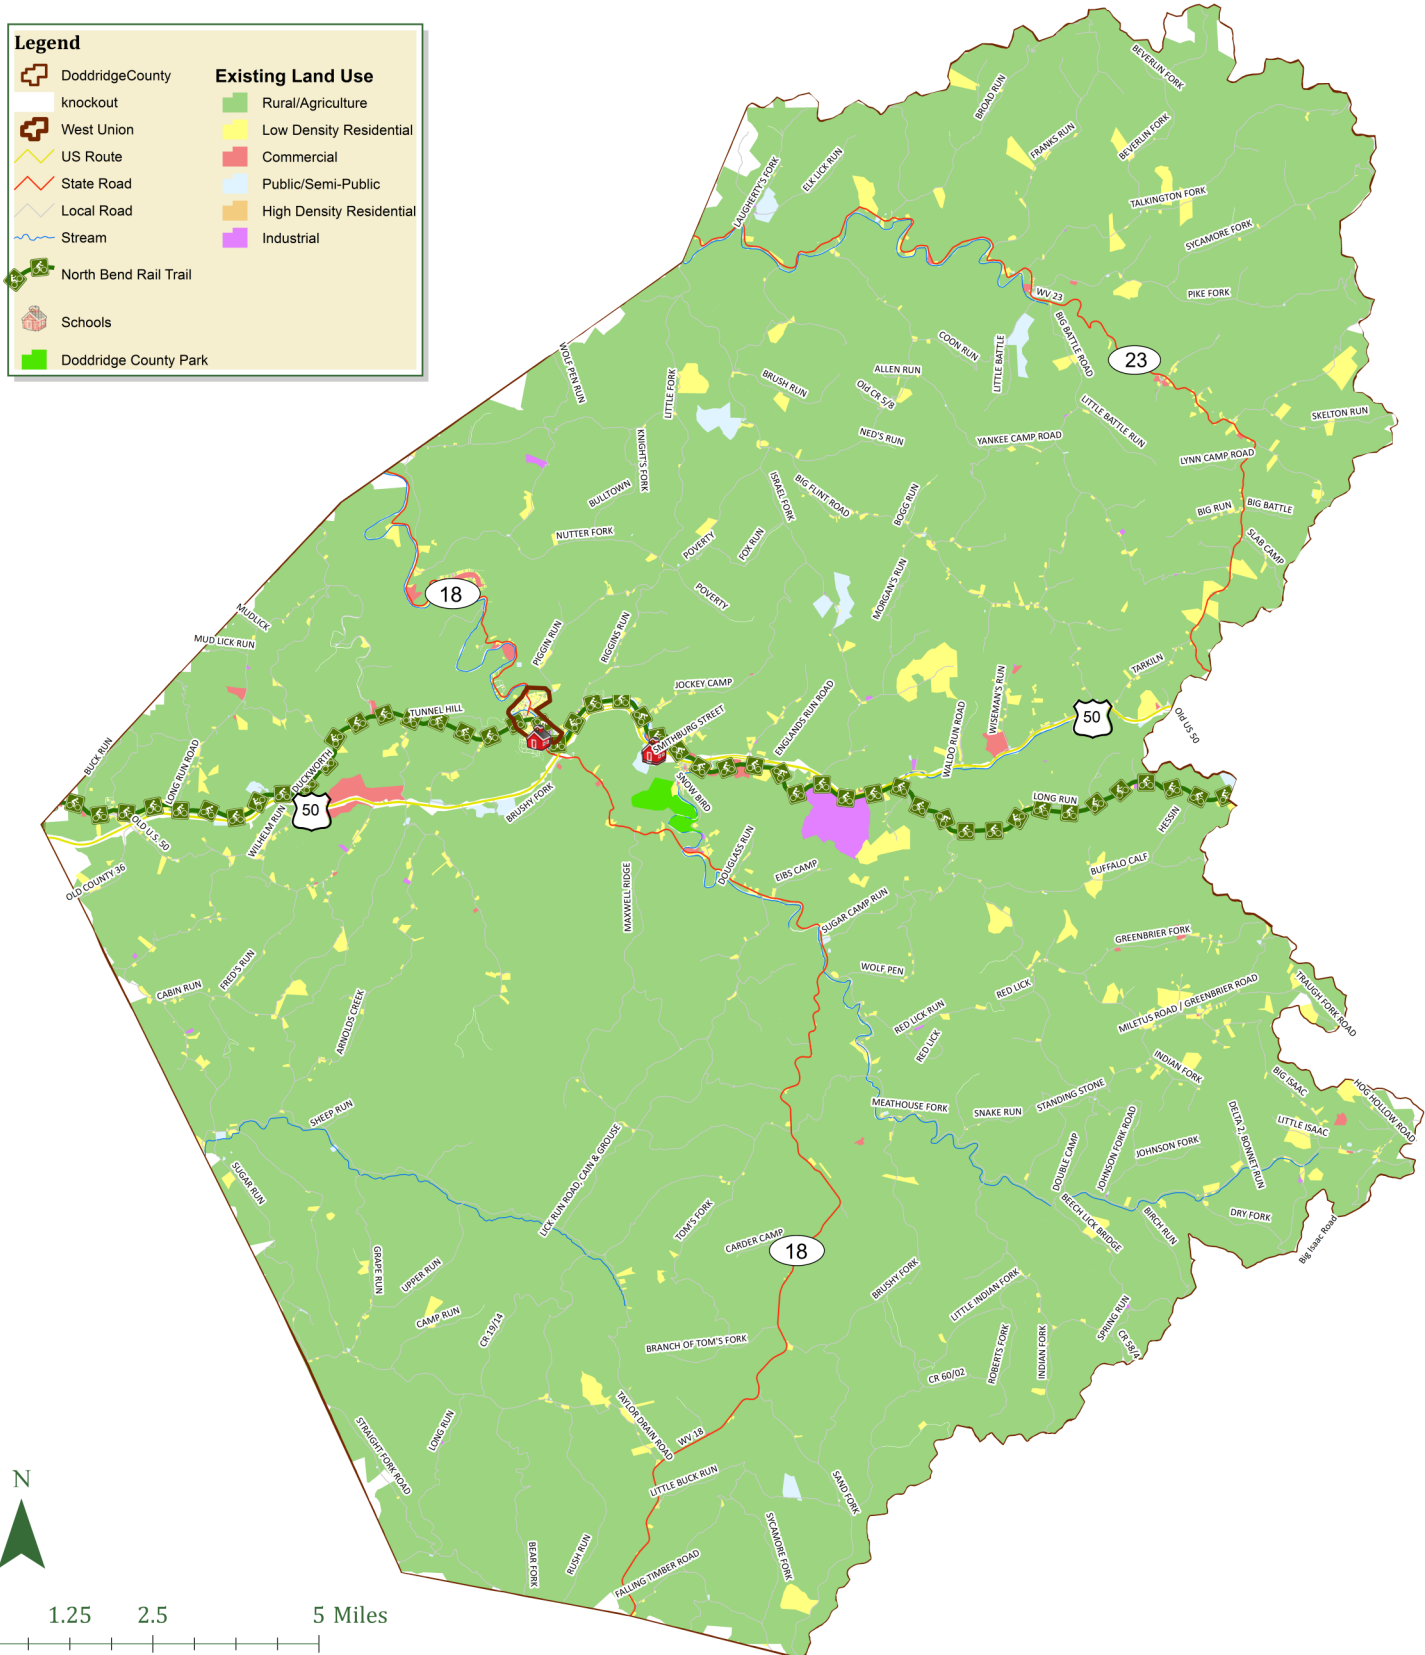 Legend
DoddridgeCounty
knockout
West Union
US Route
State Road
Local Road
Stream
North Bend Rail Trail
Schools
Doddridge County Park
Existing Land Use
Rural/Agriculture
Low Density Residential
Commercial
Public/Semi-Public
High Density Residential
Industrial
BEVERLIN FORK
BROAD RUN
FRANKS RUN
BEVERLIN FORK
ELK LICK RUN
LAUGHERTY'S FORK
TALKINGTON FORK
SYCAMORE FORK
PIKE FORK
WV 23
BIG BATTLE ROAD
23
COON RUN
LITTLE BATTLE
ALLEN RUN
Old CR 5/8
BRUSH RUN
LITTLE FORK
WOLF PEN RUN
SKELTON RUN
LITTLE BATTLE RUN
YANKEE CAMP ROAD
NED'S RUN
LYNN CAMP ROAD
KNIGHT'S FORK
BULLTOWN
ISRAEL FORK
BIG FLINT ROAD
BOGG RUN
BIG RUN
BIG BATTLE
SLAB CAMP
NUTTER FORK
POVERTY
FOX RUN
POVERTY
MORGAN'S RUN
18
MUDLICK
MUD LICK RUN
PIGGIN RUN
RIGGINS RUN
TARKILN
JOCKEY CAMP
WISEMAN'S RUN
ENGLANDS RUN ROAD
WALDO RUN ROAD
50
Old US 50
TUNNEL HILL
SMITHBURG STREET
BUCK RUN
LONG RUN ROAD
DUCKWORTH
SNOW BIRD
50
BRUSHY FORK
LONG RUN
HESSIN
OLD U.S. 50
WILHELM RUN
OLD COUNTY 36
DOUGLASS RUN
EIBS CAMP
BUFFALO CALF
MAXWELL RIDGE
SUGAR CAMP RUN
GREENBRIER FORK
WOLF PEN
FRED'S RUN
CABIN RUN
RED LICK
RED LICK RUN
RED LICK
MILETUS ROAD / GREENBRIER ROAD
TRAUGH FORK ROAD
ARNOLDS CREEK
INDIAN FORK
BIG ISAAC
HOG HOLLOW ROAD
MEATHOUSE FORK
SNAKE RUN
STANDING STONE
SHEEP RUN
LITTLE ISAAC
DELTA 2, BONNET RUN
JOHNSON FORK ROAD
JOHNSON FORK
DOUBLE CAMP
SUGAR RUN
LICK RUN ROAD, CAIN & GROUSE
BEECH LICK BRIDGE
BIRCH RUN
DRY FORK
Big Isaac Road
TOM'S FORK
CARDER CAMP
18
GRAPE RUN
UPPER RUN
BRUSHY FORK
LITTLE INDIAN FORK
CAMP RUN
CR 19/14
SPRING RUN
CR 58/4
BRANCH OF TOM'S FORK
ROBERTS FORK
INDIAN FORK
CR 60/02
TAYLOR DRAIN ROAD
WV 18
STRAIGHT FORK ROAD
LONG RUN
LITTLE BUCK RUN
SAND FORK
SYCAMORE FORK
BEAR FORK
RUSH RUN
FALLING TIMBER ROAD
N
1.25 2.5 5 Miles